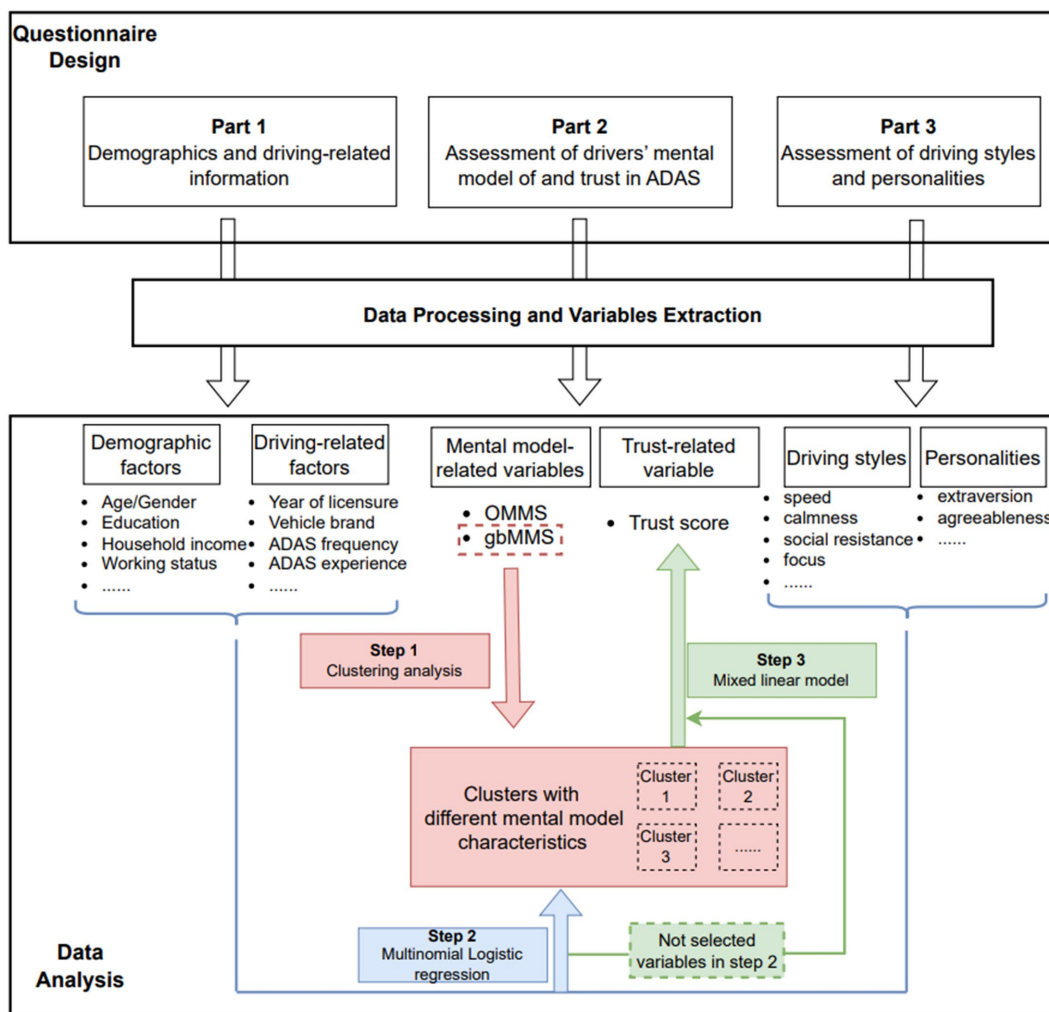 Questionnaire
Design
Part 1
Demographics and driving-related
information
Part 2
Assessment of drivers' mental
model of and trust in ADAS
Part 3
Assessment of driving styles
and personalities
Data Processing and Variables Extraction
Demographic
factors
• Age/Gender
• Education
• Household income
• Working status
• ......
Driving-related
factors
• Year of licensure
• Vehicle brand
• ADAS frequency
• ADAS experience
• ......
Mental model-
related variables
• OMMS
• gbMMS
Trust-related
variable
• Trust score
Driving styles
• speed
• calmness
• social resistance
• focus
• ......
Personalities
• extraversion
• agreeableness
• ......
Step 1
Clustering analysis
Step 3
Mixed linear model
Clusters with
different mental model
characteristics
Cluster
1
Cluster
2
Cluster
3
......
Step 2
Multinomial Logistic
regression
Not selected
variables in step 2
Data
Analysis